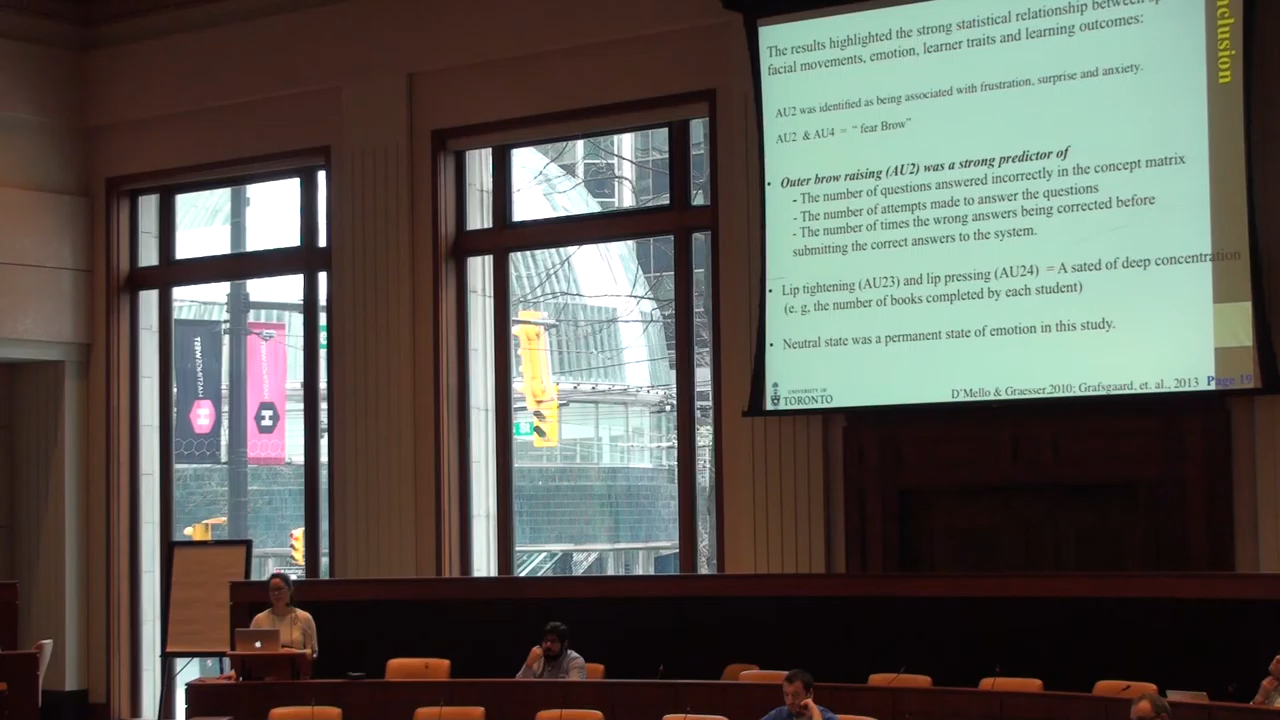 The results highlighted the strong statistical relationship between
facial movements, emotion, learner traits and learning outcomes:
AU2 was identified as being associated with frustration, surprise and anxiety.
AU2 & AU4 = “ fear Brow”
• Outer brow raising (AU2) was a strong predictor of
- The number of questions answered incorrectly in the concept matrix
- The number of attempts made to answer the questions
- The number of times the wrong answers being corrected before
submitting the correct answers to the system.
• Lip tightening (AU23) and lip pressing (AU24) = A sated of deep concentration
(e. g, the number of books completed by each student)
• Neutral state was a permanent state of emotion in this study.
UNIVERSITY OF
TORONTO
D’Mello & Graesser,2010; Grafsgaard, et. al., 2013
Page 19
nclusion
H
H